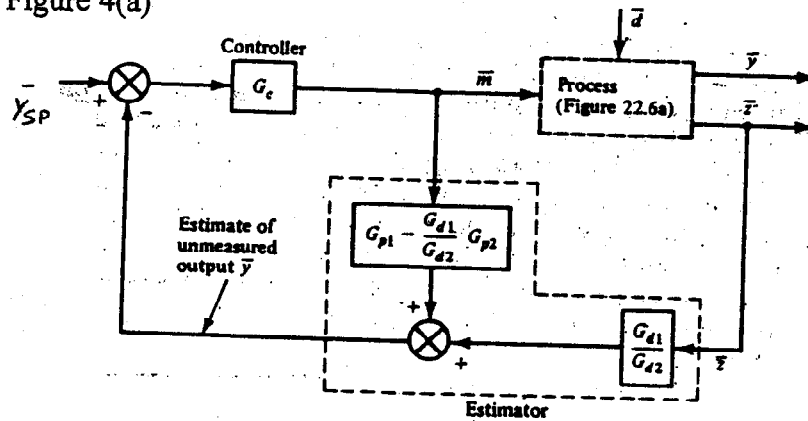 Figure 4(a)
d̅
Controller
G_c
m̅
Process
(Figure 22.6a)
y̅
z̅
Y̅_SP
+
-
G_p1 - G_d1/G_d2 G_p2
Estimate of
unmeasured
output y̅
+
+
G_d1/G_d2
z̅
Estimator